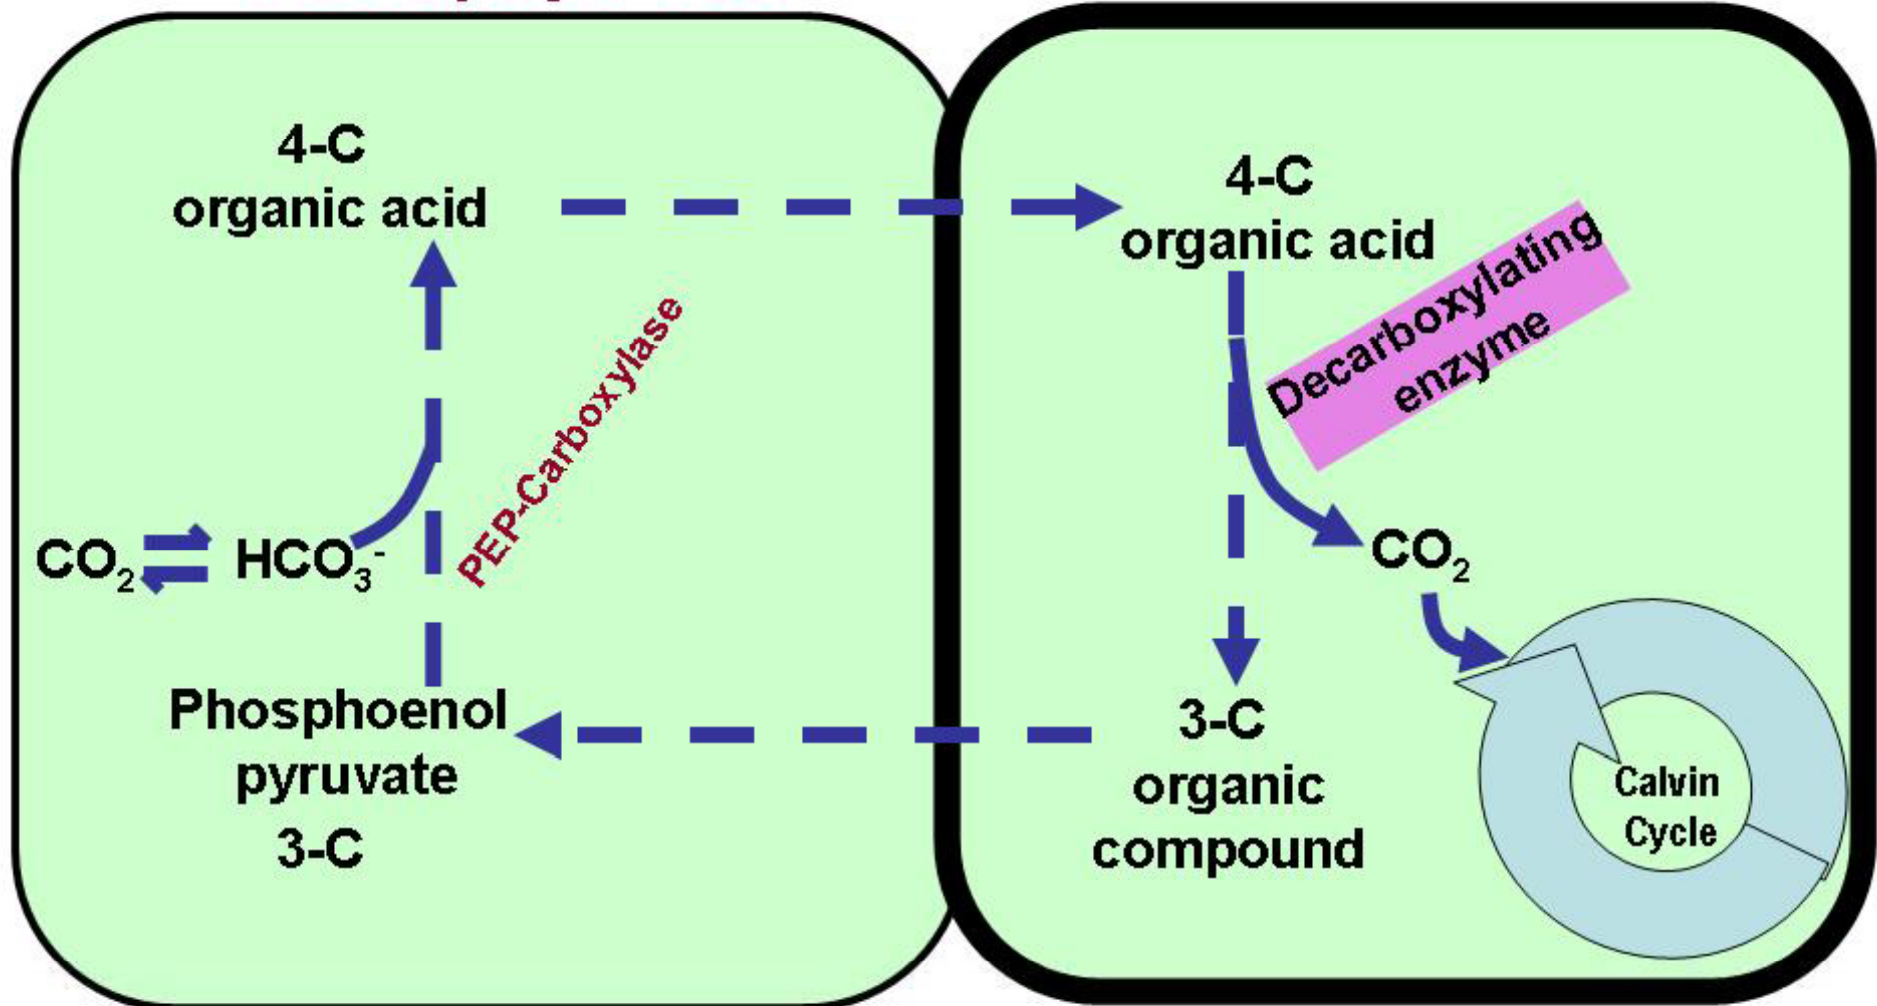 4-C
organic acid
4-C
organic acid
Decarboxylating
enzyme
PEP-Carboxylase
CO₂
HCO₃⁻
CO₂
Phosphoenol
pyruvate
3-C
3-C
organic
compound
Calvin
Cycle